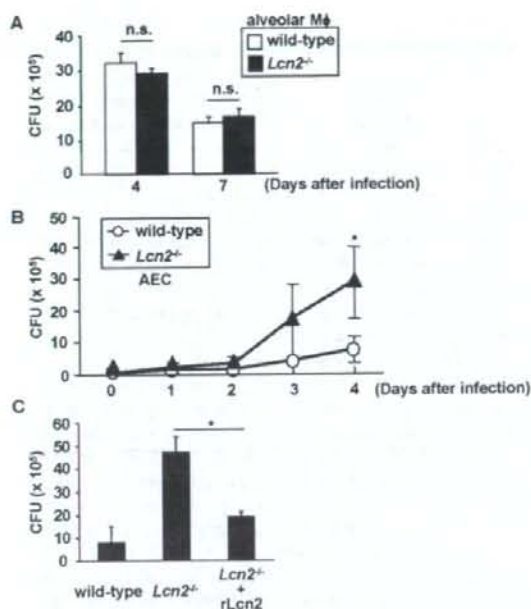 A
alveolar Mϕ
wild-type
Lcn2-/-
n.s.
n.s.
CFU (x 10⁵)
50
40
30
20
10
0
4
7
(Days after infection)
B
wild-type
Lcn2-/-
AEC
*
CFU (x 10⁵)
50
40
30
20
10
0
0
1
2
3
4
(Days after infection)
C
*
CFU (x 10⁵)
60
50
40
30
20
10
0
wild-type
Lcn2-/-
Lcn2-/-
+
rLcn2